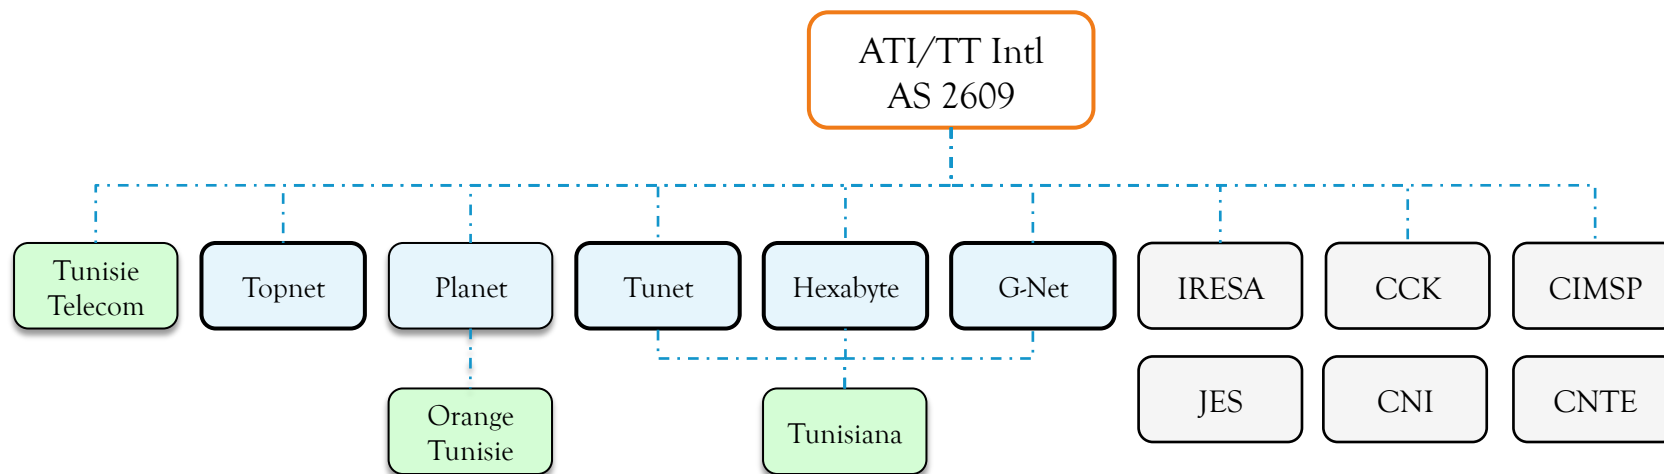 ATI/TT Intl
AS 2609
Tunisie
Telecom
Topnet
Planet
Tunet
Hexabyte
G-Net
IRESA
CCK
CIMSP
Orange
Tunisie
Tunisiana
JES
CNI
CNTE